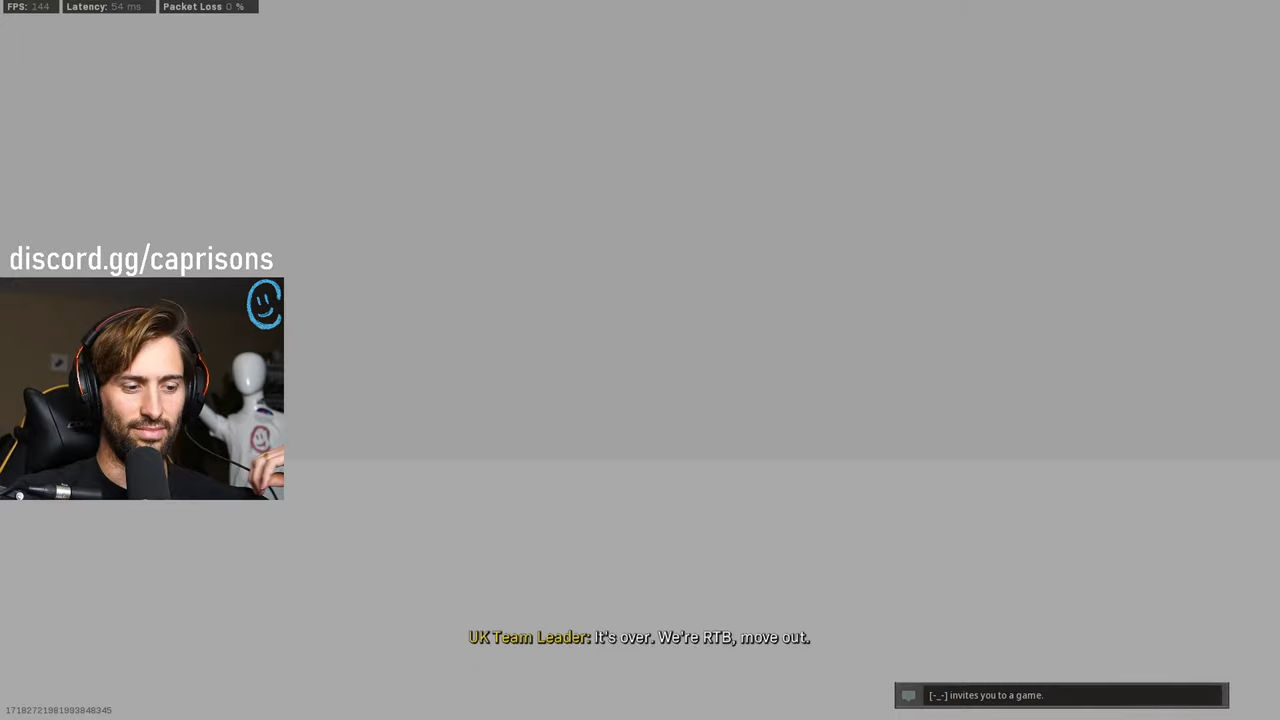 FPS: 144 Latency: 54 ms Packet Loss 0 %
discord.gg/caprisons
UK Team Leader: It's over. We're RTB, move out.
[-_-] invites you to a game.
17182721981993848345